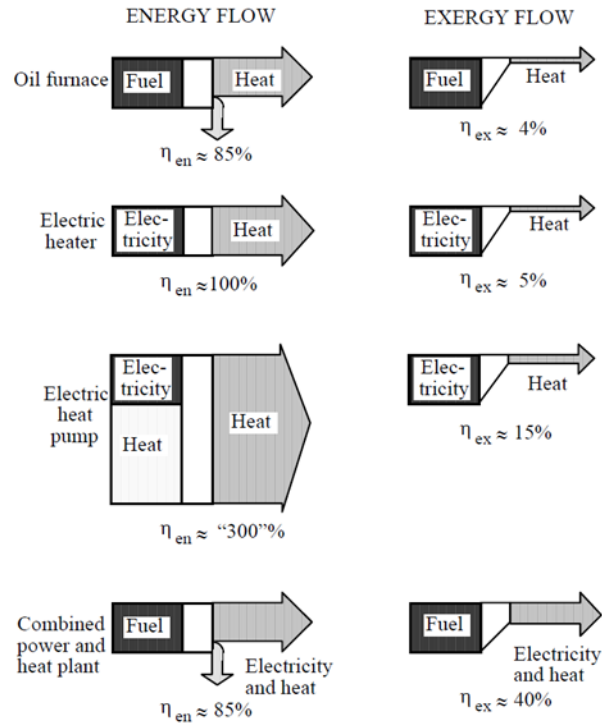 ENERGY FLOW
EXERGY FLOW
Oil furnace
Fuel
Heat
η en ≈ 85%
Fuel
Heat
η ex ≈ 4%
Electric
heater
Elec-
tricity
Heat
η en ≈100%
Elec-
tricity
Heat
η ex ≈ 5%
Electric
heat
pump
Elec-
tricity
Heat
Heat
η en ≈ “300”%
Elec-
tricity
Heat
η ex ≈ 15%
Combined
power and
heat plant
Fuel
Electricity
and heat
η en ≈ 85%
Fuel
Electricity
and heat
η ex ≈ 40%